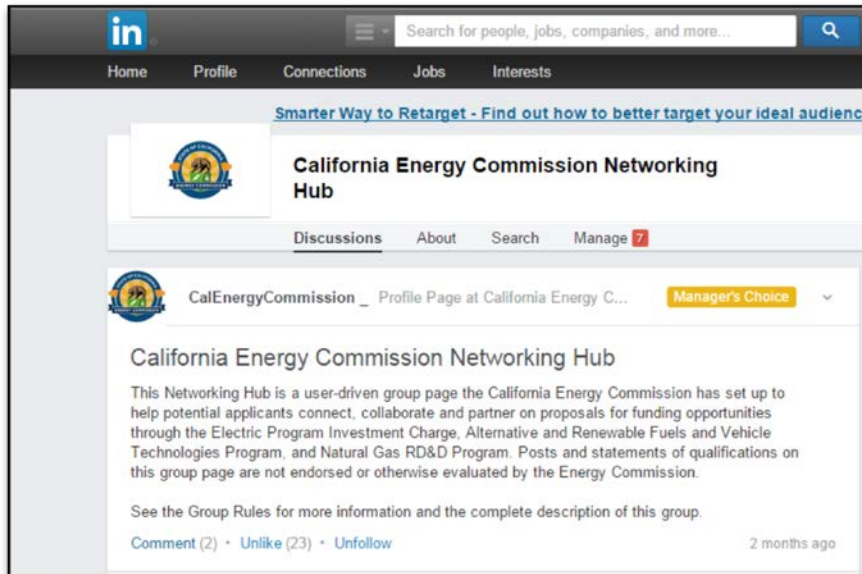 in
Search for people, jobs, companies, and more...
Home Profile Connections Jobs Interests
Smarter Way to Retarget - Find out how to better target your ideal audienc
California Energy Commission Networking
Hub
Discussions About Search Manage 7
CalEnergyCommission _ Profile Page at California Energy C... Manager's Choice
California Energy Commission Networking Hub
This Networking Hub is a user-driven group page the California Energy Commission has set up to
help potential applicants connect, collaborate and partner on proposals for funding opportunities
through the Electric Program Investment Charge, Alternative and Renewable Fuels and Vehicle
Technologies Program, and Natural Gas RD&D Program. Posts and statements of qualifications on
this group page are not endorsed or otherwise evaluated by the Energy Commission.
See the Group Rules for more information and the complete description of this group.
Comment (2) • Unlike (23) • Unfollow 2 months ago